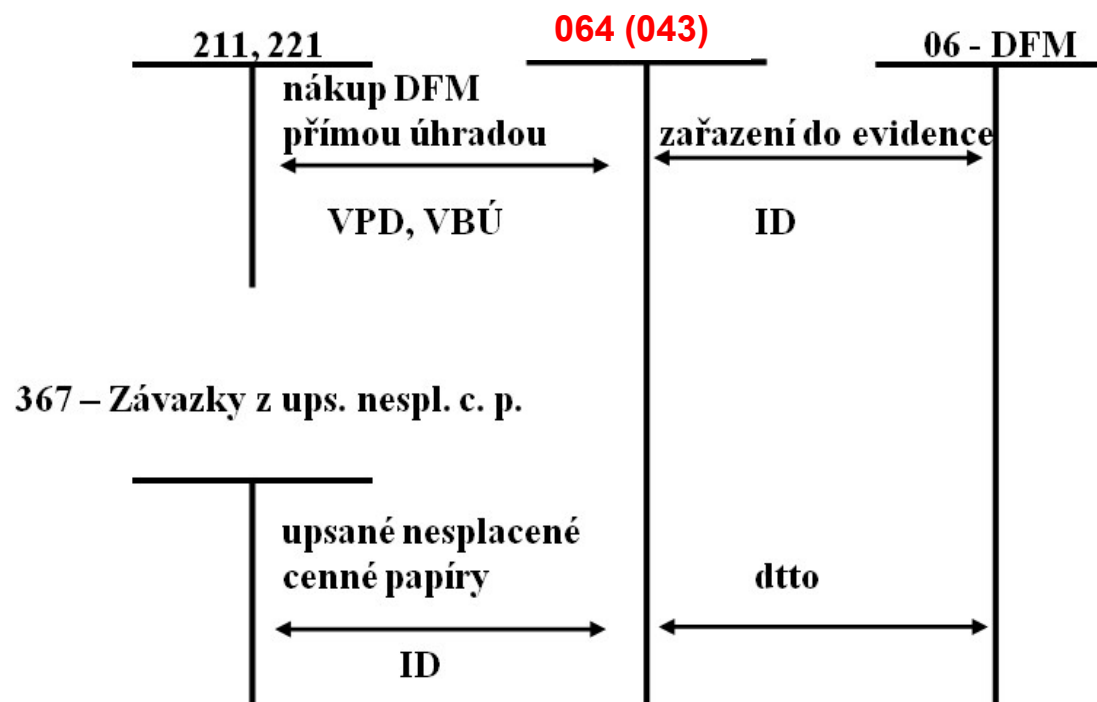 211, 221
064 (043)
06 - DFM
nákup DFM
přímou úhradou
zařazení do evidence
VPD, VBÚ
ID
367 – Závazky z ups. nespl. c. p.
upsané nesplacené
cenné papíry
dtto
ID